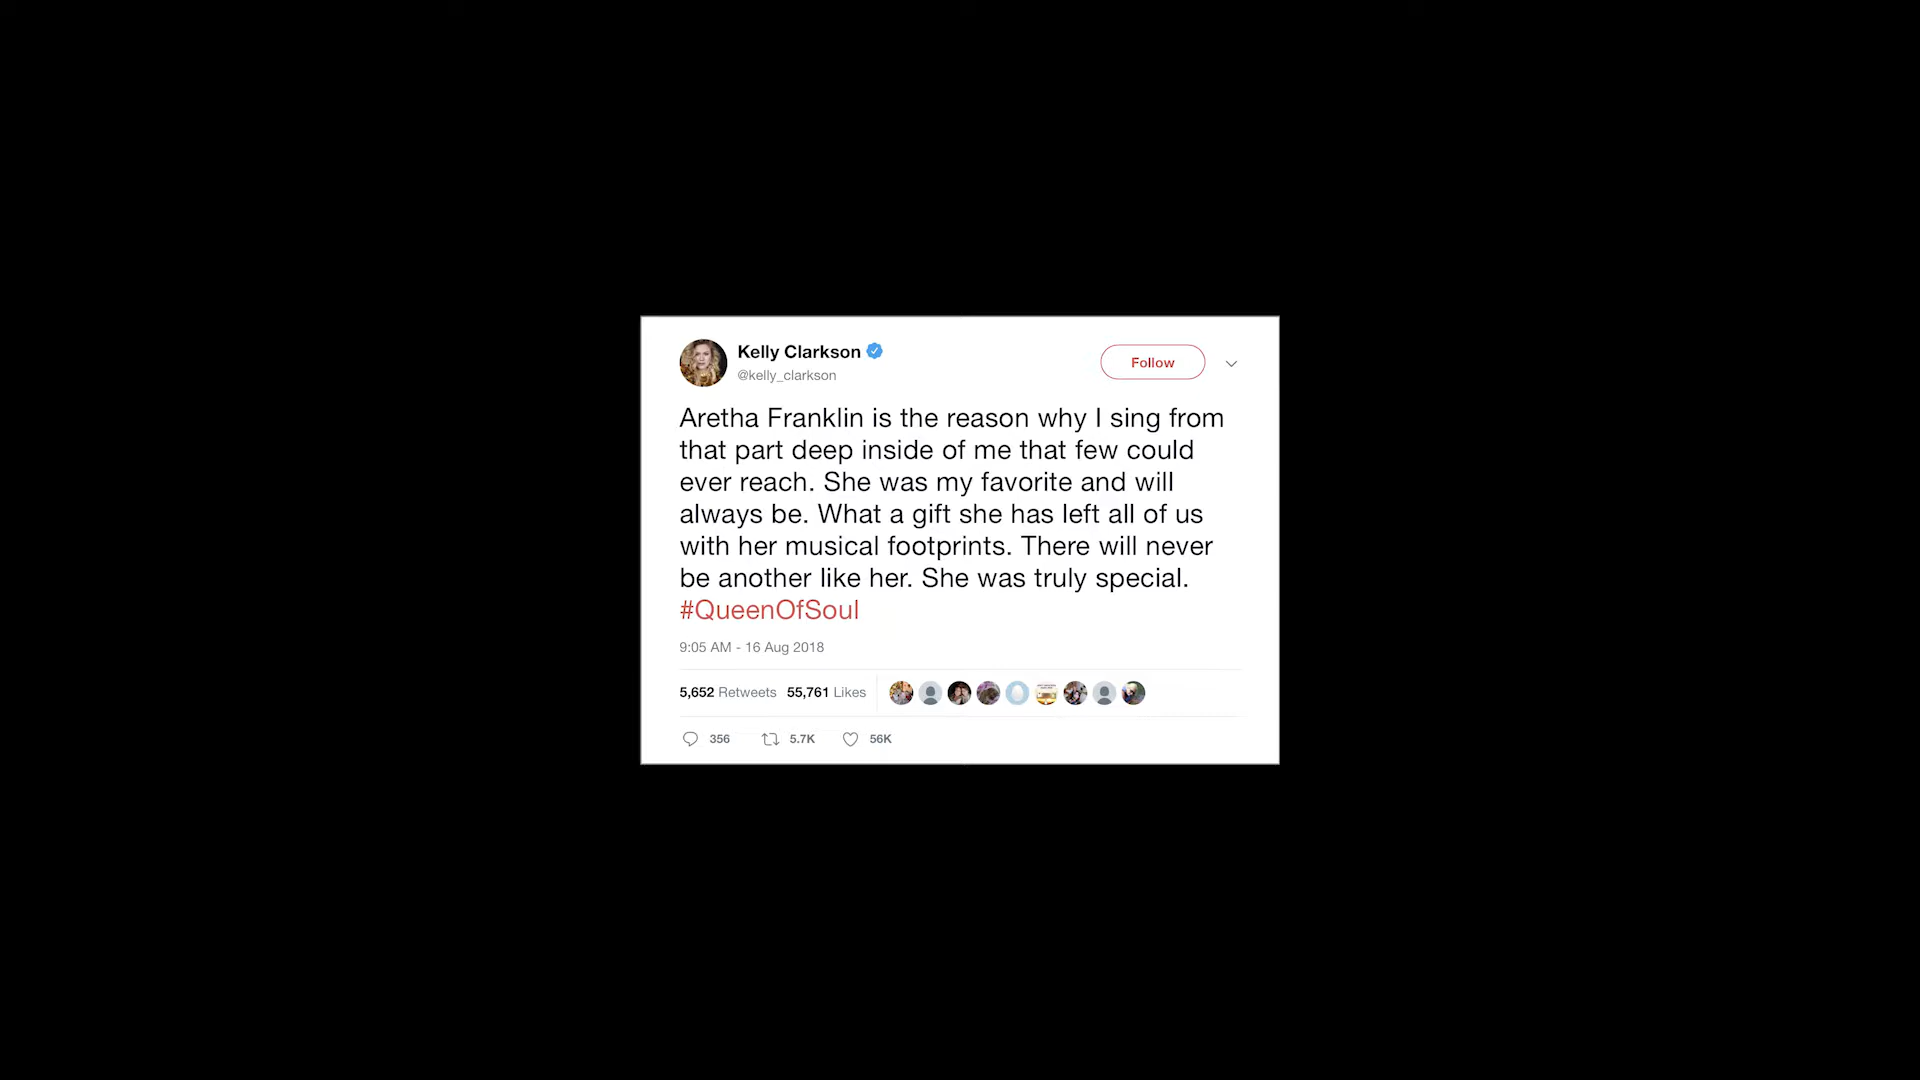 Kelly Clarkson
@kelly_clarkson
Follow
Aretha Franklin is the reason why I sing from
that part deep inside of me that few could
ever reach. She was my favorite and will
always be. What a gift she has left all of us
with her musical footprints. There will never
be another like her. She was truly special.
#QueenOfSoul
9:05 AM - 16 Aug 2018
5,652 Retweets 55,761 Likes
356 5.7K 56K